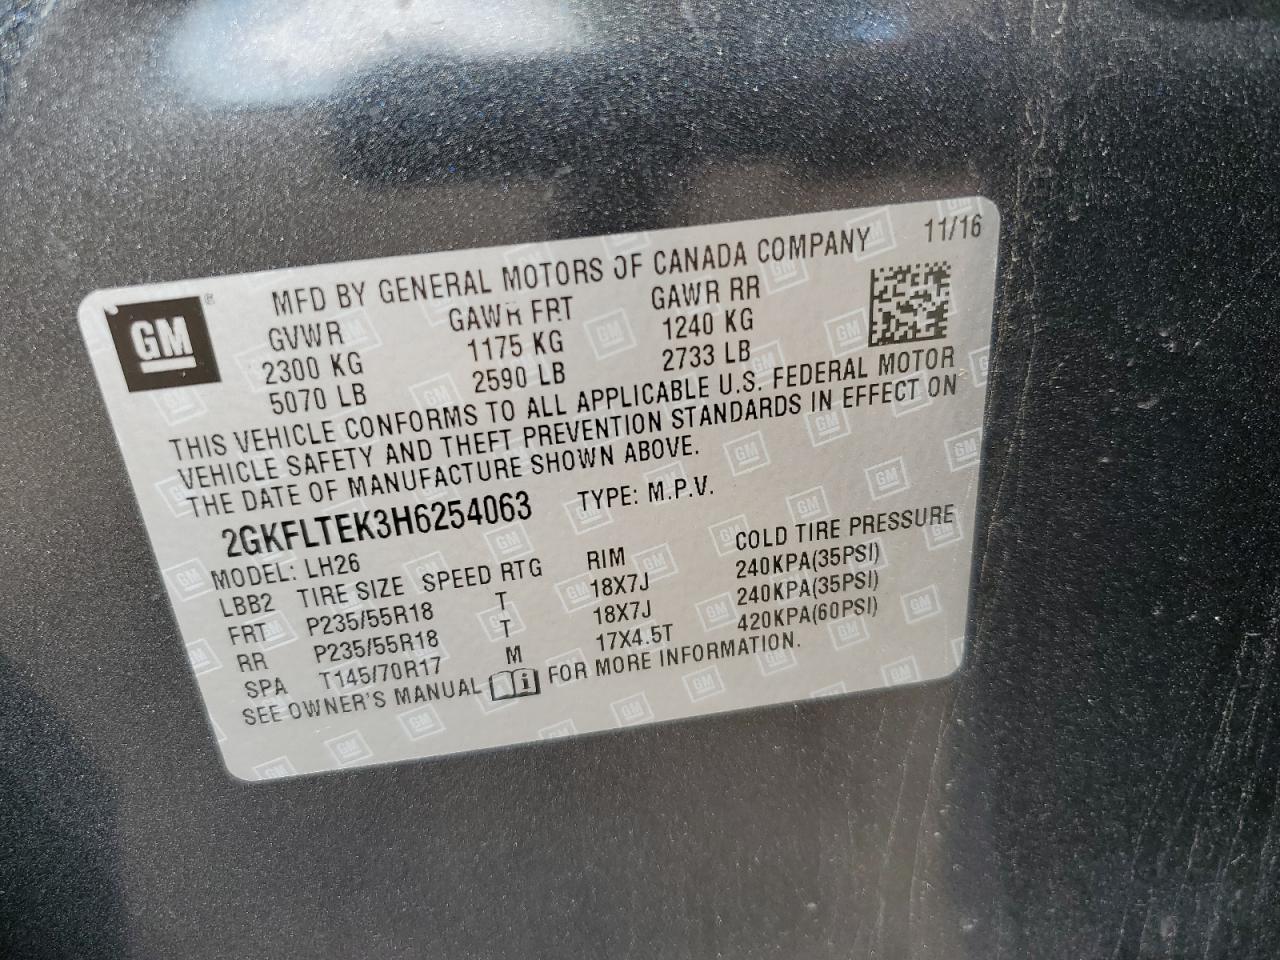 GM
MFD BY GENERAL MOTORS OF CANADA COMPANY 11/16
GVWR GAWR FRT GAWR RR
2300 KG 1175 KG 1240 KG
5070 LB 2590 LB 2733 LB
THIS VEHICLE CONFORMS TO ALL APPLICABLE U.S. FEDERAL MOTOR
VEHICLE SAFETY AND THEFT PREVENTION STANDARDS IN EFFECT ON
THE DATE OF MANUFACTURE SHOWN ABOVE.
2GKFLTEK3H6254063 TYPE: M.P.V.
MODEL: LH26
LBB2 TIRE SIZE SPEED RTG RIM COLD TIRE PRESSURE
FRT P235/55R18 T 18X7J 240KPA(35PSI)
RR P235/55R18 T 18X7J 240KPA(35PSI)
SPA T145/70R17 M 17X4.5T 420KPA(60PSI)
SEE OWNER'S MANUAL i FOR MORE INFORMATION.